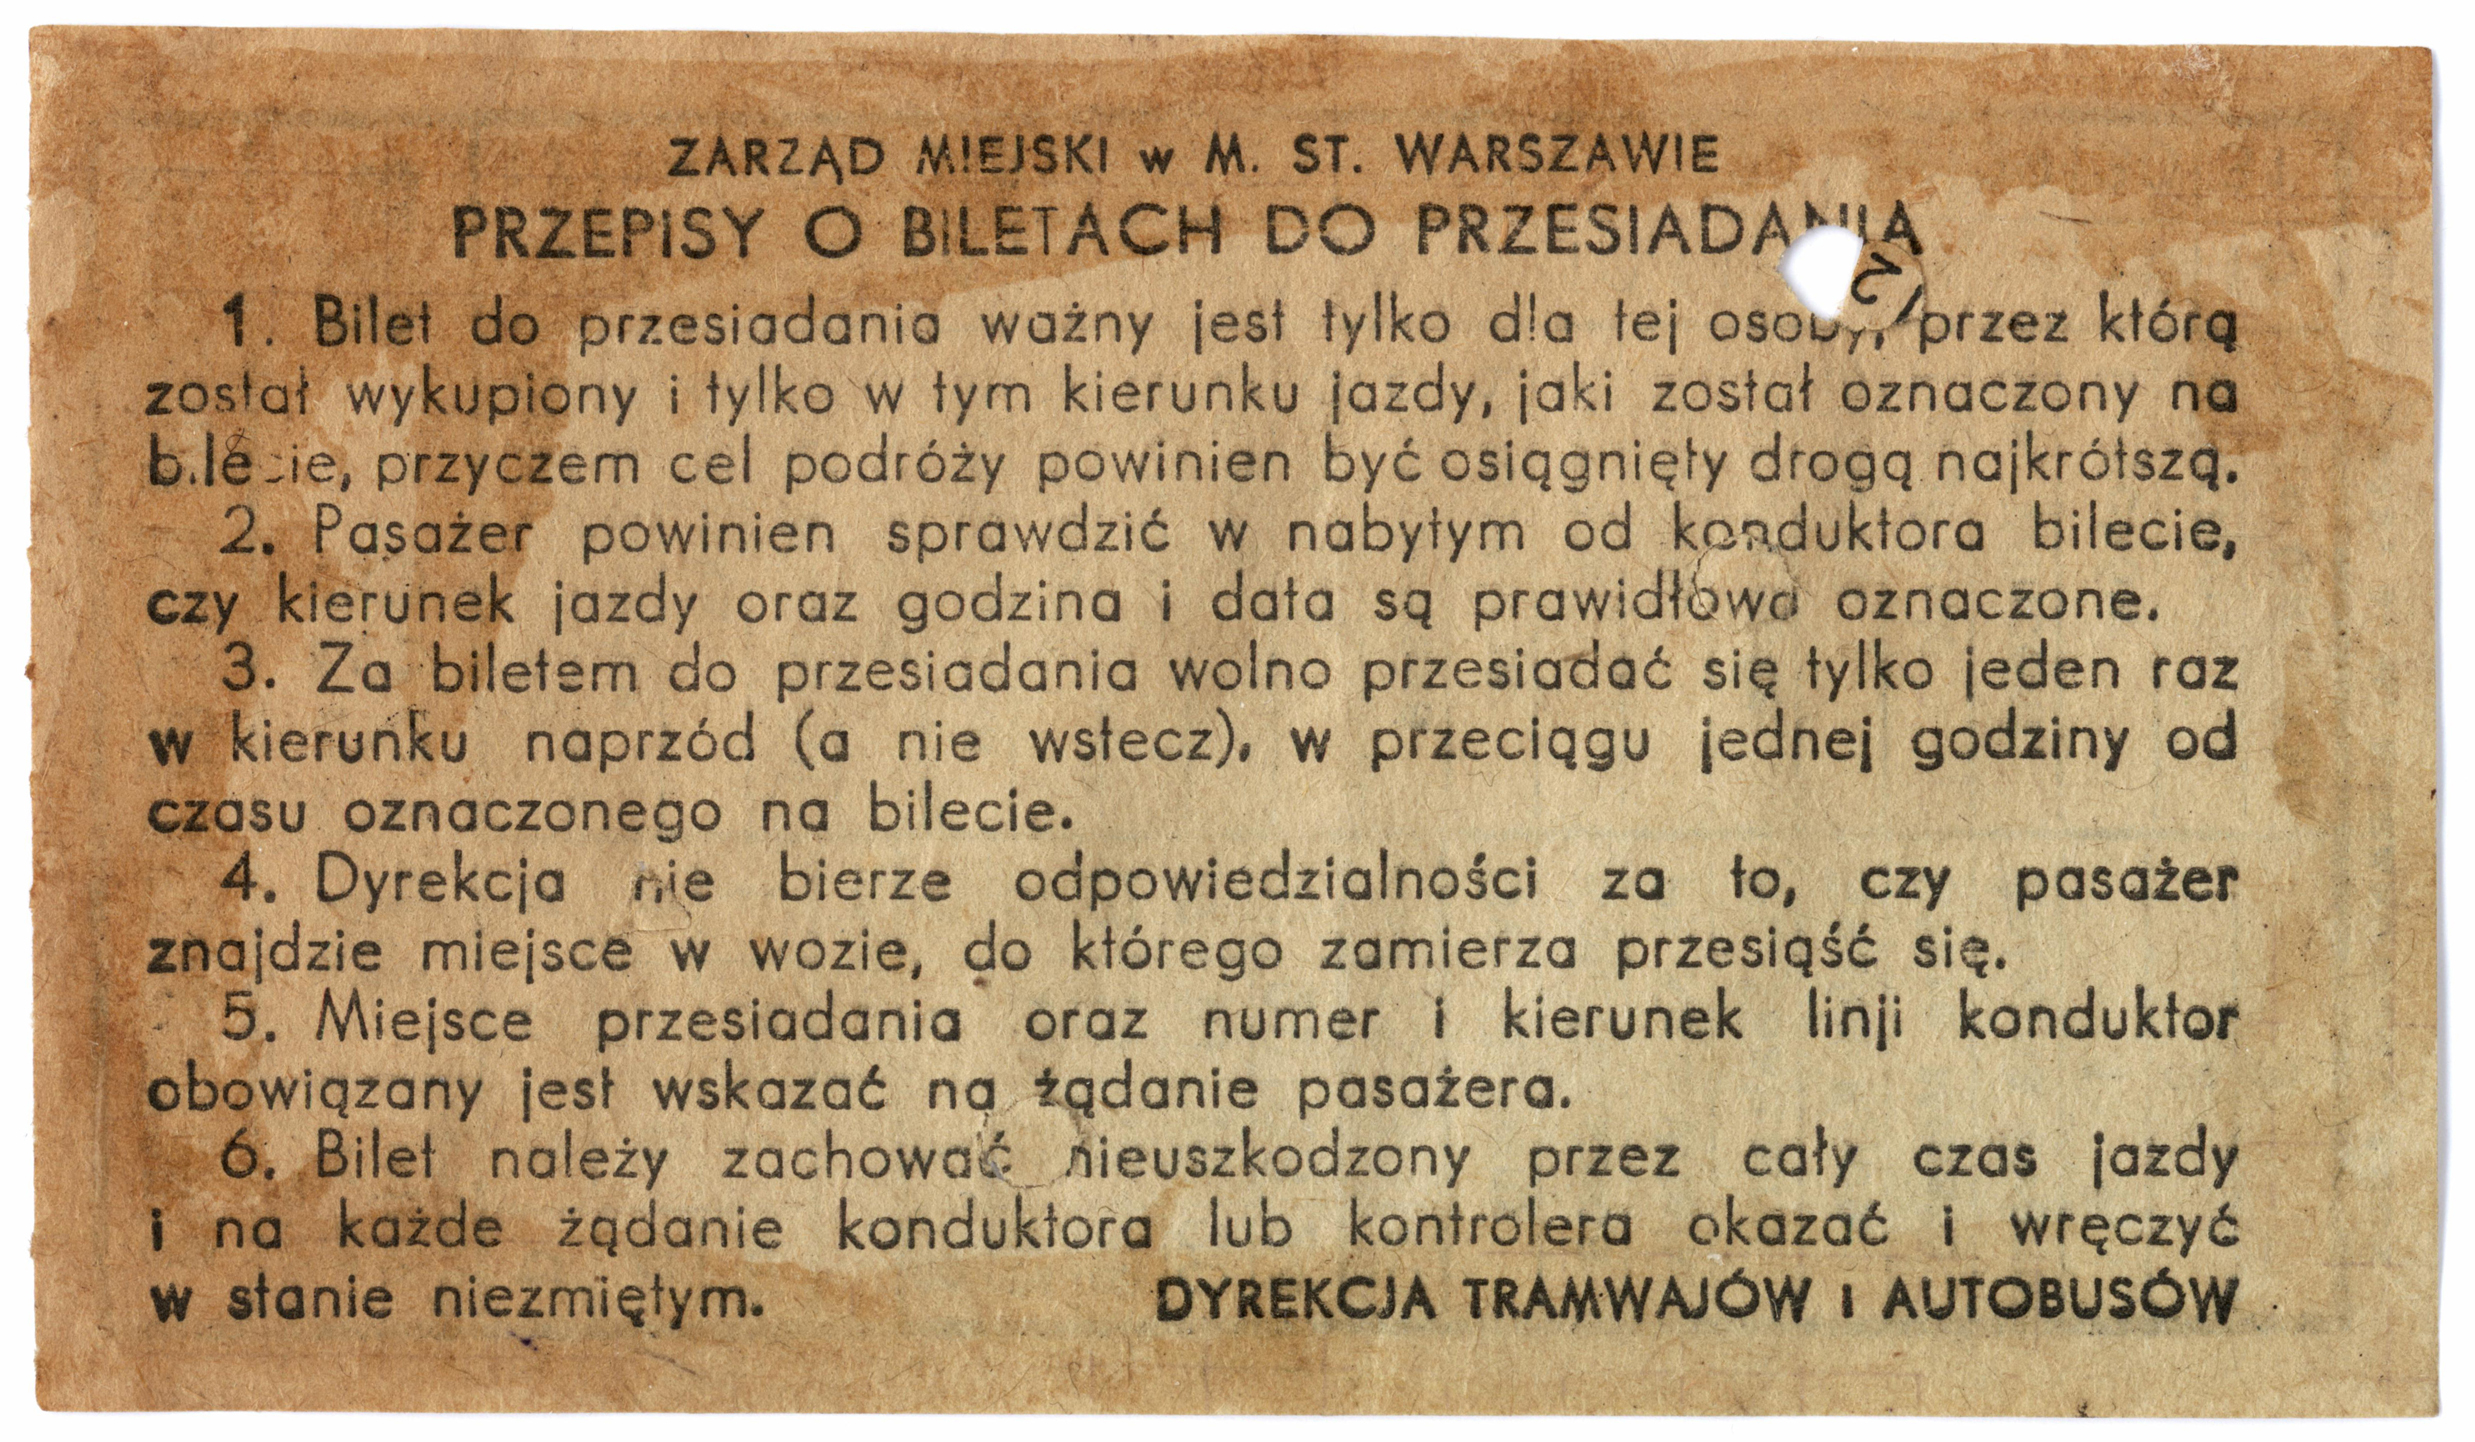 ZARZĄD MIEJSKI w M. ST. WARSZAWIE
PRZEPISY O BILETACH DO PRZESIADANIA
1. Bilet do przesiadania ważny jest tylko dla tej osoby, przez którą
został wykupiony i tylko w tym kierunku jazdy, jaki został oznaczony na
bilecie, przyczem cel podróży powinien być osiągnięty drogą najkrótszą.
2. Pasażer powinien sprawdzić w nabytym od konduktora bilecie,
czy kierunek jazdy oraz godzina i data są prawidłowo oznaczone.
3. Za biletem do przesiadania wolno przesiadać się tylko jeden raz
w kierunku naprzód (a nie wstecz), w przeciągu jednej godziny od
czasu oznaczonego na bilecie.
4. Dyrekcja nie bierze odpowiedzialności za to, czy pasażer
znajdzie miejsce w wozie, do którego zamierza przesiąść się.
5. Miejsce przesiadania oraz numer i kierunek linji konduktor
obowiązany jest wskazać na żądanie pasażera.
6. Bilet należy zachować nieuszkodzony przez cały czas jazdy
i na każde żądanie konduktora lub kontrolera okazać i wręczyć
w stanie niezmiętym. DYREKCJA TRAMWAJÓW i AUTOBUSÓW